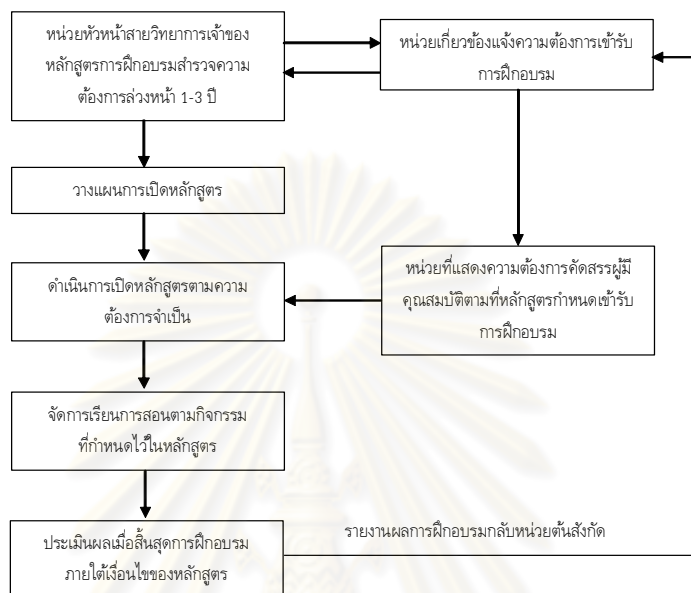 หน่วยหัวหน้าสายวิทยาการเจ้าของ
หลักสูตรการฝึกอบรมสำรวจความ
ต้องการล่วงหน้า 1-3 ปี
หน่วยเกี่ยวข้องแจ้งความต้องการเข้ารับ
การฝึกอบรม
วางแผนการเปิดหลักสูตร
หน่วยที่แสดงความต้องการคัดสรรผู้มี
คุณสมบัติตามที่หลักสูตรกำหนดเข้ารับ
การฝึกอบรม
ดำเนินการเปิดหลักสูตรตามความ
ต้องการจำเป็น
จัดการเรียนการสอนตามกิจกรรม
ที่กำหนดไว้ในหลักสูตร
ประเมินผลเมื่อสิ้นสุดการฝึกอบรม
ภายใต้เงื่อนไขของหลักสูตร
รายงานผลการฝึกอบรมกลับหน่วยต้นสังกัด